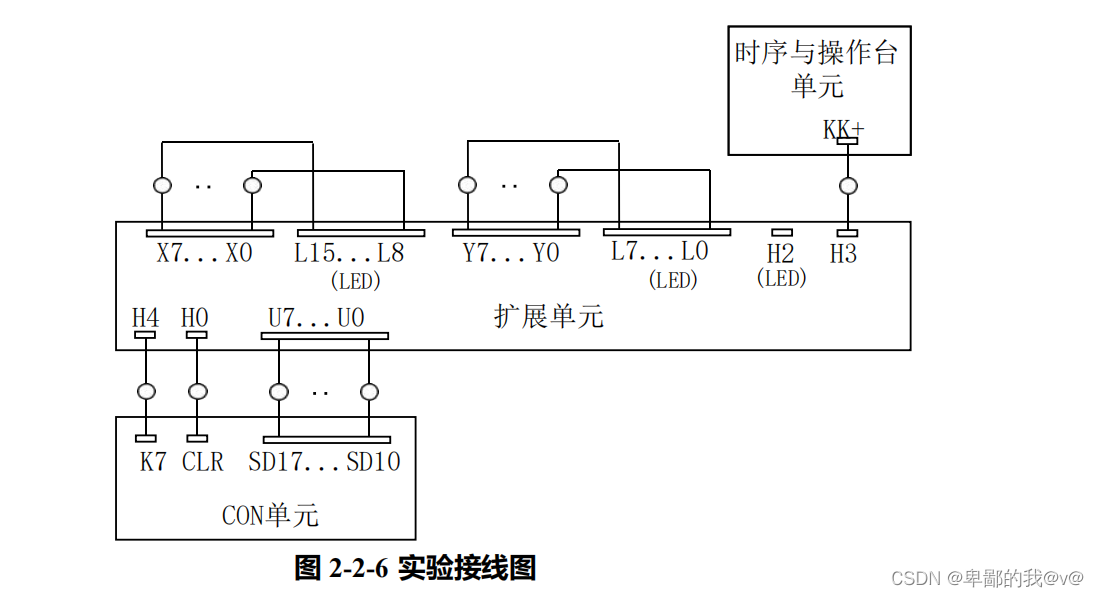 时序与操作台
单元
KK+
X7...X0 L15...L8 Y7...Y0 L7...L0 H2 H3
(LED) (LED) (LED)
H4 H0 U7...U0 扩展单元
.. ..
..
K7 CLR SD17...SD10
CON单元
图 2-2-6 实验接线图
CSDN @卑鄙的我@v@